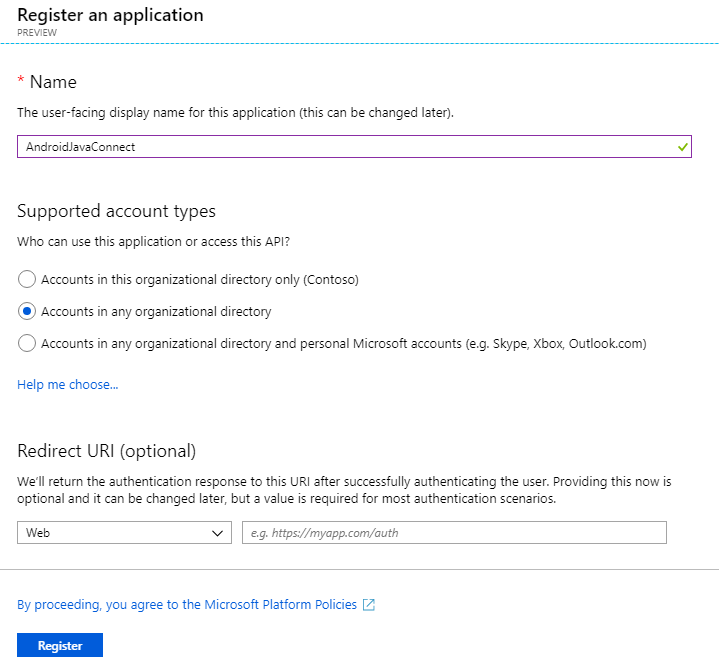 Register an application
PREVIEW
* Name
The user-facing display name for this application (this can be changed later).
AndroidJavaConnect
Supported account types
Who can use this application or access this API?
Accounts in this organizational directory only (Contoso)
Accounts in any organizational directory
Accounts in any organizational directory and personal Microsoft accounts (e.g. Skype, Xbox, Outlook.com)
Help me choose...
Redirect URI (optional)
We'll return the authentication response to this URI after successfully authenticating the user. Providing this now is
optional and it can be changed later, but a value is required for most authentication scenarios.
Web e.g. https://myapp.com/auth
By proceeding, you agree to the Microsoft Platform Policies
Register